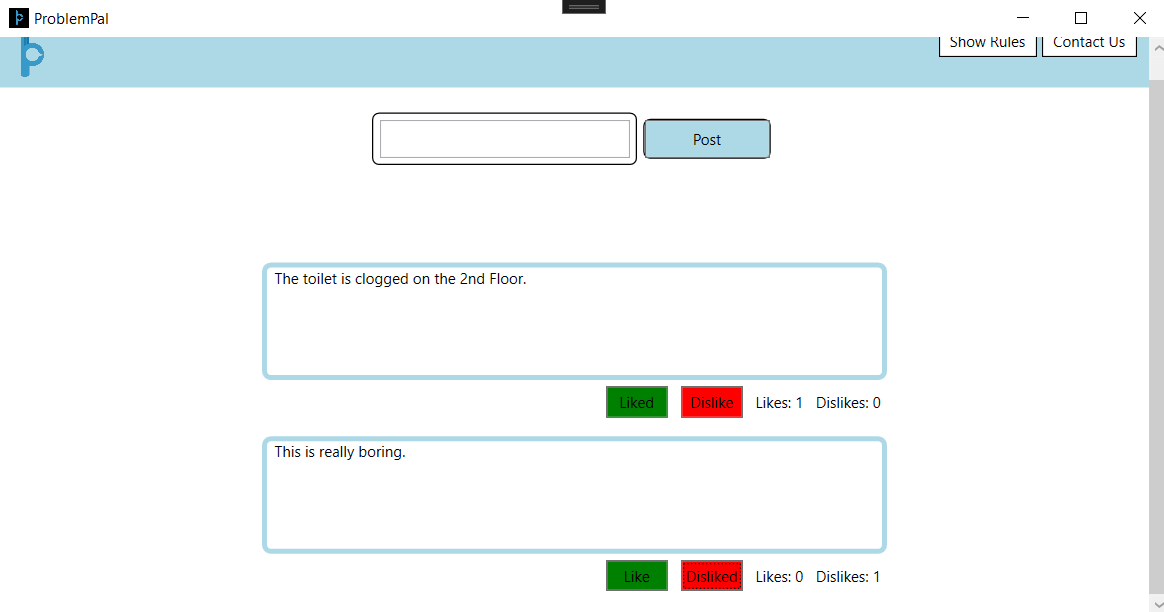 ProblemPal
Show Rules Contact Us
Post
The toilet is clogged on the 2nd Floor.
Liked Dislike Likes: 1 Dislikes: 0
This is really boring.
Like Disliked Likes: 0 Dislikes: 1